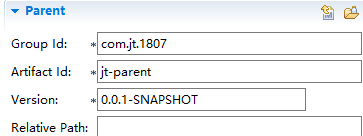 Parent
Group Id: * com.jt.1807
Artifact Id: * jt-parent
Version: * 0.0.1-SNAPSHOT
Relative Path: